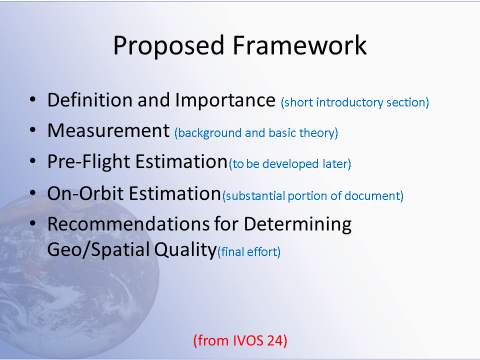 Proposed Framework
• Definition and Importance (short introductory section)
• Measurement (background and basic theory)
• Pre-Flight Estimation(to be developed later)
• On-Orbit Estimation(substantial portion of document)
• Recommendations for Determining
Geo/Spatial Quality(final effort)
(from IVOS 24)